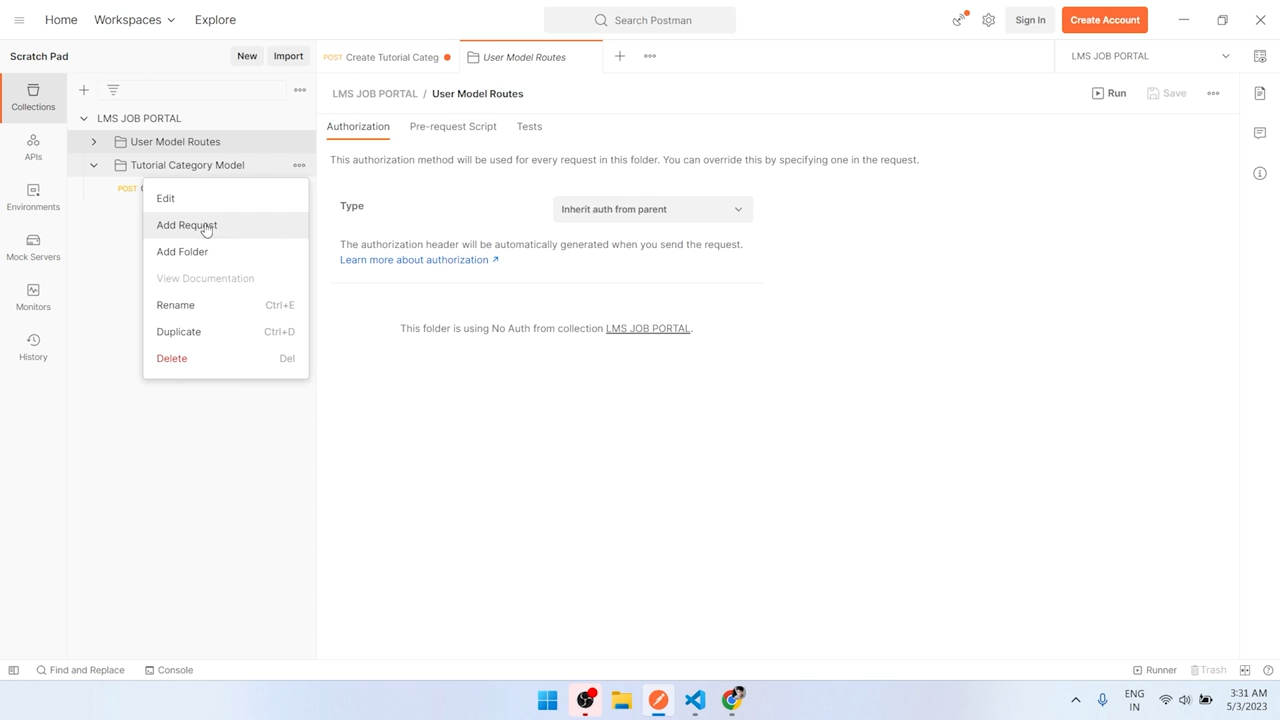 Home
Workspaces
Explore
Search Postman
Sign In
Create Account
Scratch Pad
New
Import
POST Create Tutorial Categ
User Model Routes
LMS JOB PORTAL
Collections
APIs
Environments
Mock Servers
Monitors
History
LMS JOB PORTAL
User Model Routes
Tutorial Category Model
POST
Edit
Add Request
Add Folder
View Documentation
Rename Ctrl+E
Duplicate Ctrl+D
Delete Del
LMS JOB PORTAL / User Model Routes
Run
Save
Authorization
Pre-request Script
Tests
This authorization method will be used for every request in this folder. You can override this by specifying one in the request.
Type
Inherit auth from parent
The authorization header will be automatically generated when you send the request.
Learn more about authorization ↗
This folder is using No Auth from collection LMS JOB PORTAL.
Find and Replace
Console
Runner
Trash
ENG
IN
3:31 AM
5/3/2023